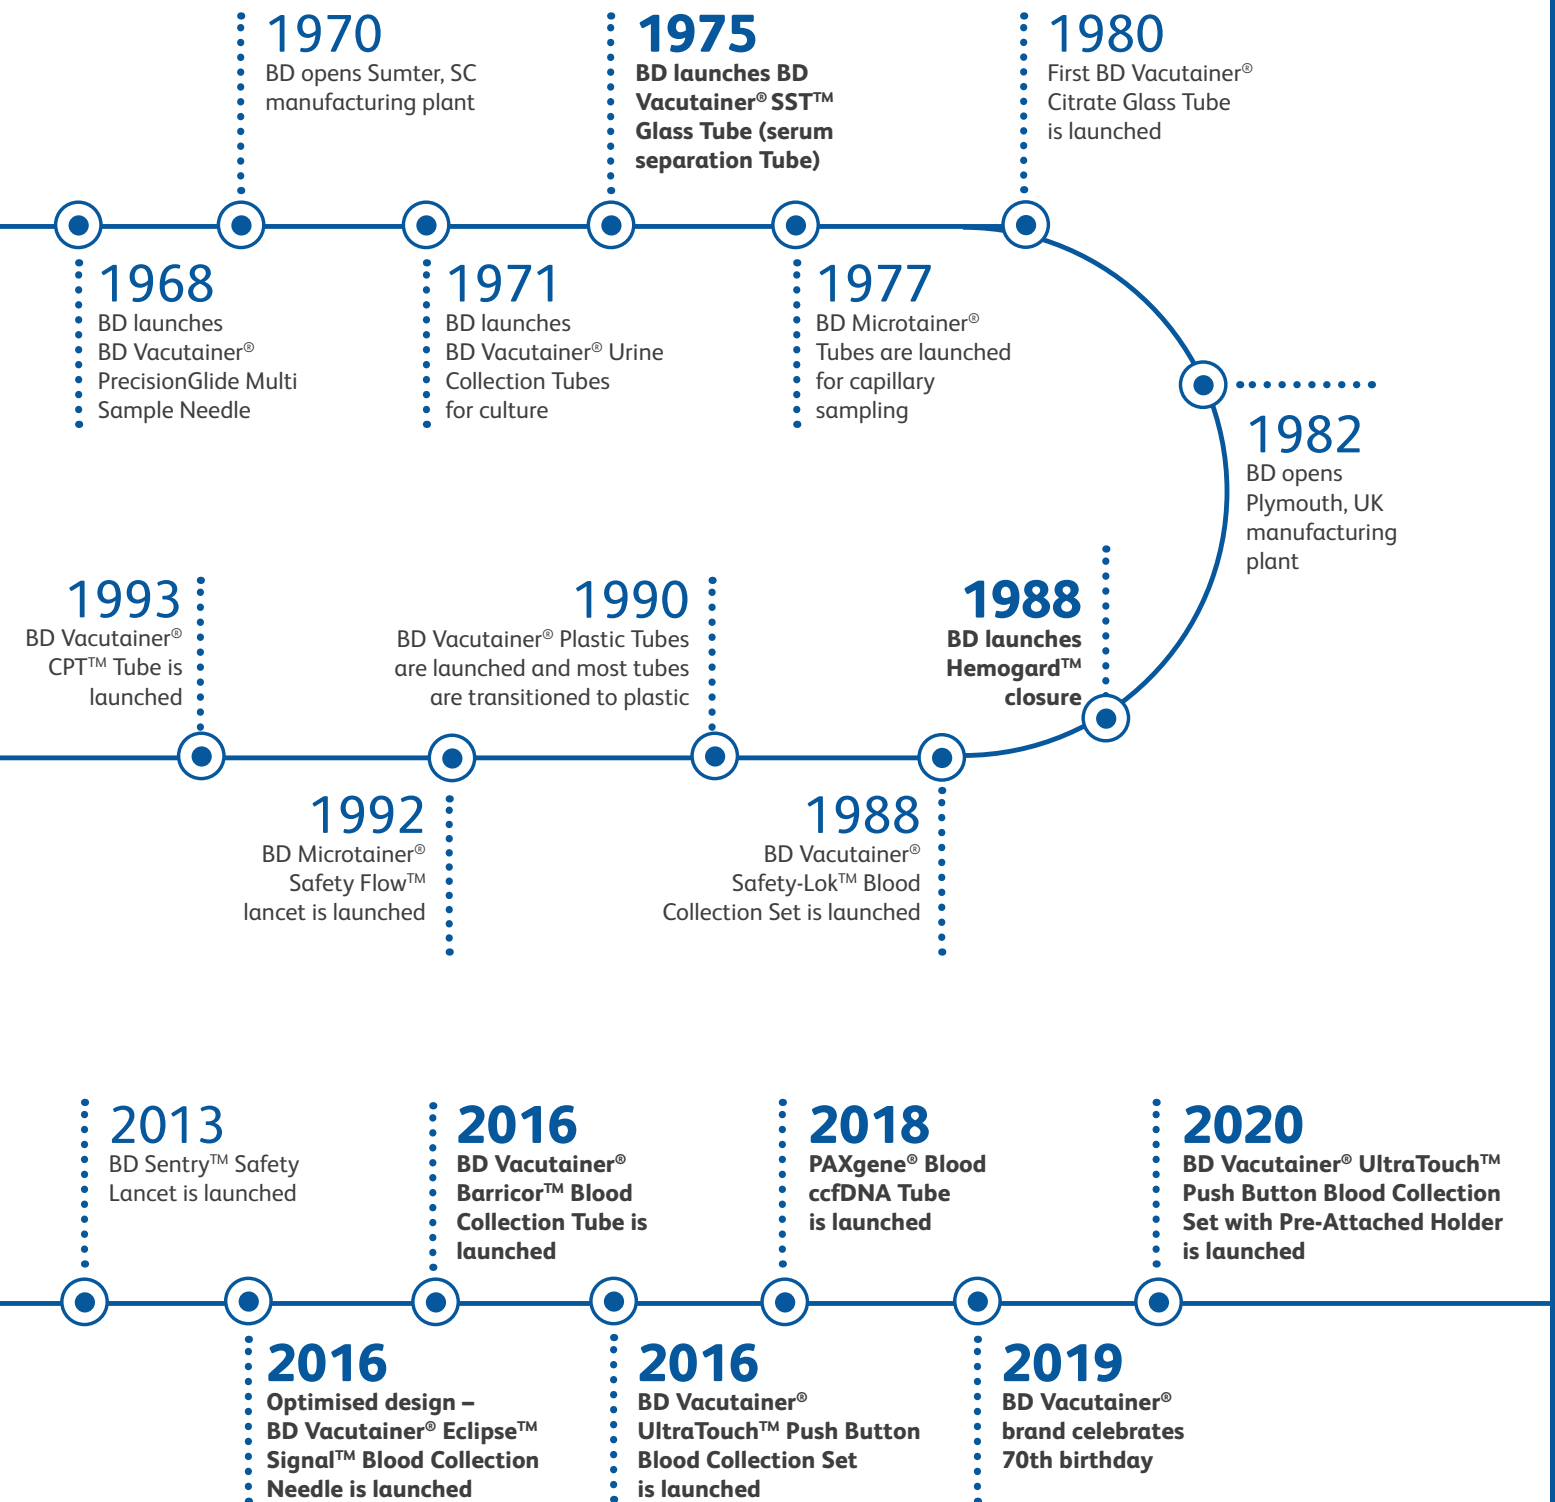 1970
BD opens Sumter, SC
manufacturing plant
1975
BD launches BD
Vacutainer® SST™
Glass Tube (serum
separation Tube)
1980
First BD Vacutainer®
Citrate Glass Tube
is launched
1968
BD launches
BD Vacutainer®
PrecisionGlide Multi
Sample Needle
1971
BD launches
BD Vacutainer® Urine
Collection Tubes
for culture
1977
BD Microtainer®
Tubes are launched
for capillary
sampling
1982
BD opens
Plymouth, UK
manufacturing
plant
1993
BD Vacutainer®
CPT™ Tube is
launched
1990
BD Vacutainer® Plastic Tubes
are launched and most tubes
are transitioned to plastic
1988
BD launches
Hemogard™
closure
1992
BD Microtainer®
Safety Flow™
lancet is launched
1988
BD Vacutainer®
Safety-Lok™ Blood
Collection Set is launched
2013
BD Sentry™ Safety
Lancet is launched
2016
BD Vacutainer®
Barricor™ Blood
Collection Tube is
launched
2018
PAXgene® Blood
ccfDNA Tube
is launched
2020
BD Vacutainer® UltraTouch™
Push Button Blood Collection
Set with Pre-Attached Holder
is launched
2016
Optimised design –
BD Vacutainer® Eclipse™
Signal™ Blood Collection
Needle is launched
2016
BD Vacutainer®
UltraTouch™ Push Button
Blood Collection Set
is launched
2019
BD Vacutainer®
brand celebrates
70th birthday